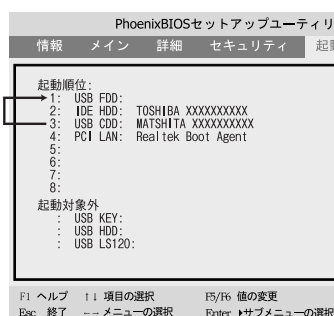 PhoenixBIOSセットアップユーティリ
情報 メイン 詳細 セキュリティ 起動
起動順位:
1: USB FDD:
2: IDE HDD: TOSHIBA XXXXXXXXXX
3: USB CDD: MATSHITA XXXXXXXXXX
4: PCI LAN: Realtek Boot Agent
5:
6:
7:
8:
起動対象外
: USB KEY:
: USB HDD:
: USB LS120:
F1 ヘルプ ↑↓ 項目の選択 F5/F6 値の変更
Esc 終了 ←→ メニューの選択 Enter ▶サブメニューの選択